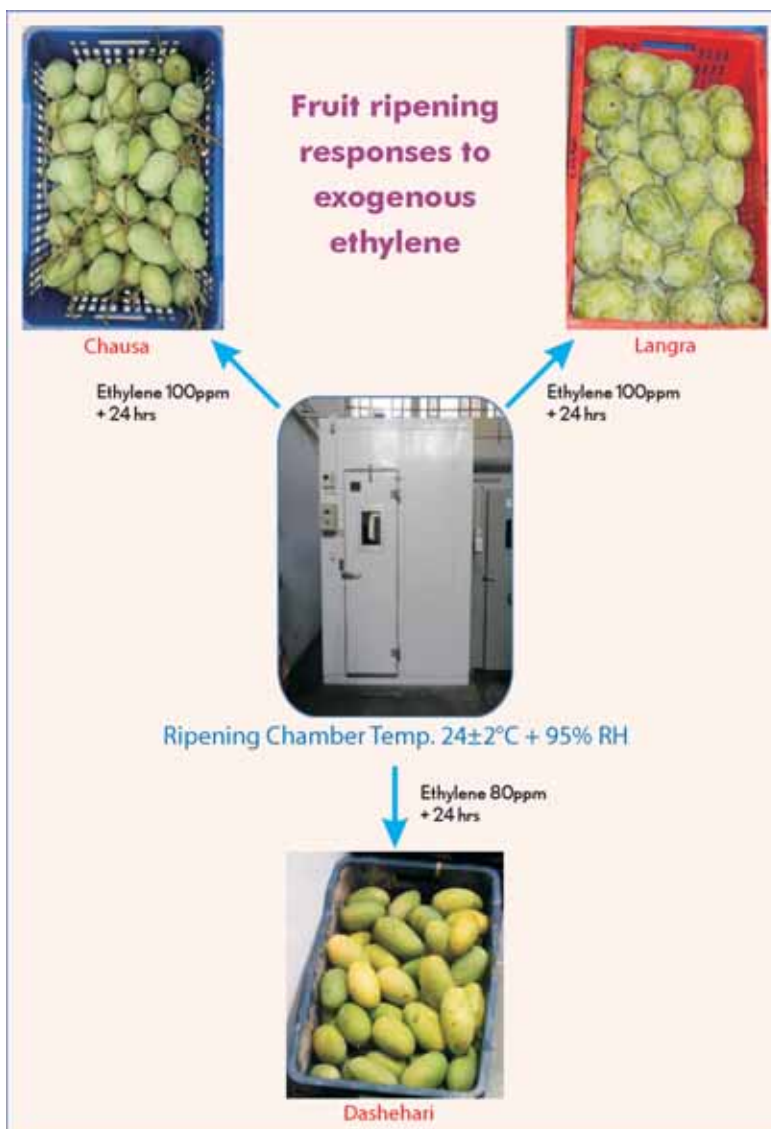 Fruit ripening
responses to
exogenous
ethylene
Chausa
Langra
Ethylene 100ppm
+ 24 hrs
Ethylene 100ppm
+ 24 hrs
Ripening Chamber Temp. 24±2°C + 95% RH
Ethylene 80ppm
+ 24 hrs
Dashehari